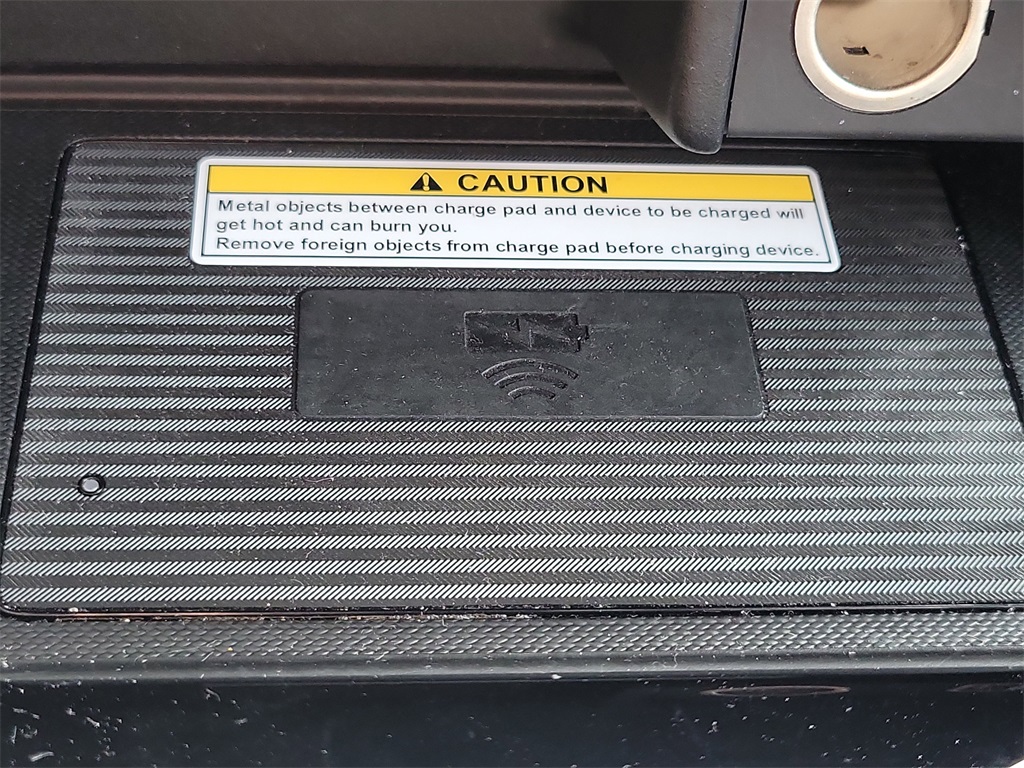 CAUTION
Metal objects between charge pad and device to be charged will
get hot and can burn you.
Remove foreign objects from charge pad before charging device.